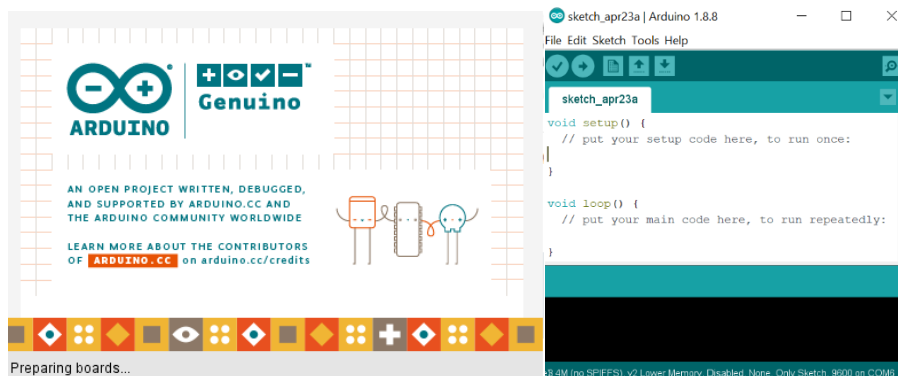 ARDUINO
Genuino
™
AN OPEN PROJECT WRITTEN, DEBUGGED,
AND SUPPORTED BY ARDUINO.CC AND
THE ARDUINO COMMUNITY WORLDWIDE
LEARN MORE ABOUT THE CONTRIBUTORS
OF ARDUINO.CC on arduino.cc/credits
Preparing boards...
sketch_apr23a | Arduino 1.8.8
File Edit Sketch Tools Help
sketch_apr23a
void setup() {
// put your setup code here, to run once:
}
void loop() {
// put your main code here, to run repeatedly:
}
4M (no SPIFFS), v2 Lower Memory, Disabled, None, Only Sketch, 9600 on COM6